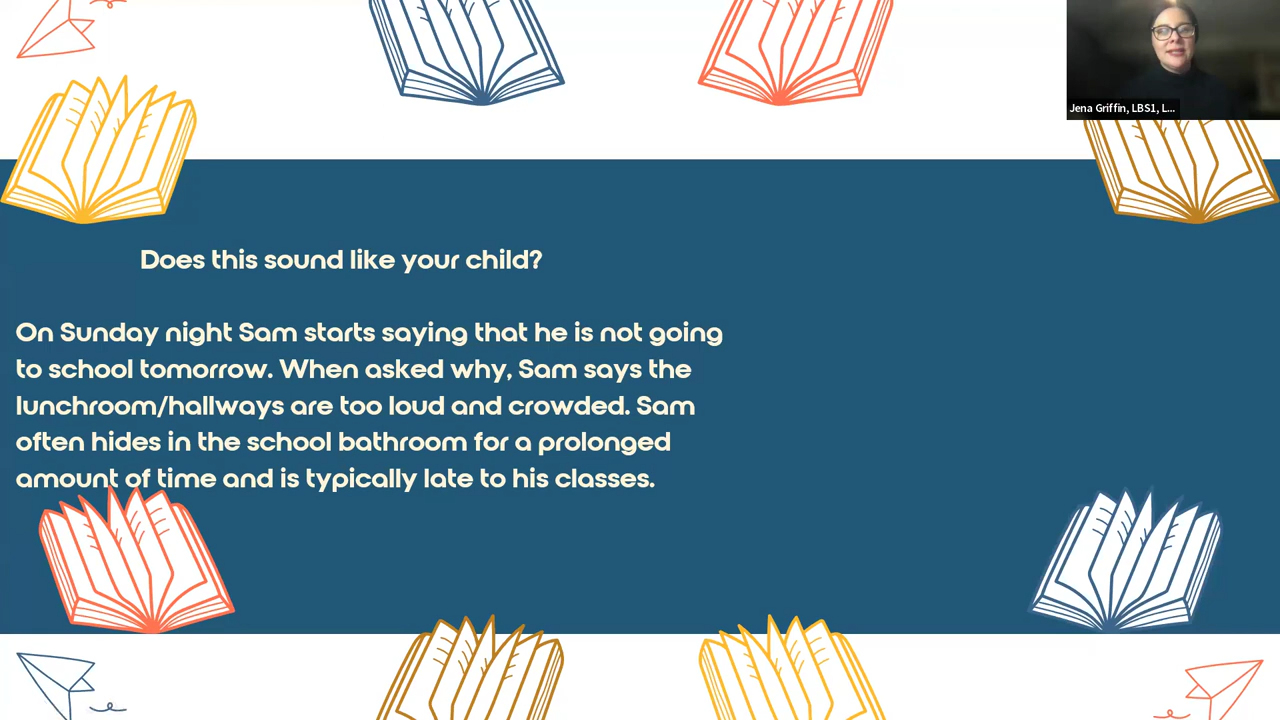 Jena Griffin, LBS1, L...
Does this sound like your child?
On Sunday night Sam starts saying that he is not going
to school tomorrow. When asked why, Sam says the
lunchroom/hallways are too loud and crowded. Sam
often hides in the school bathroom for a prolonged
amount of time and is typically late to his classes.